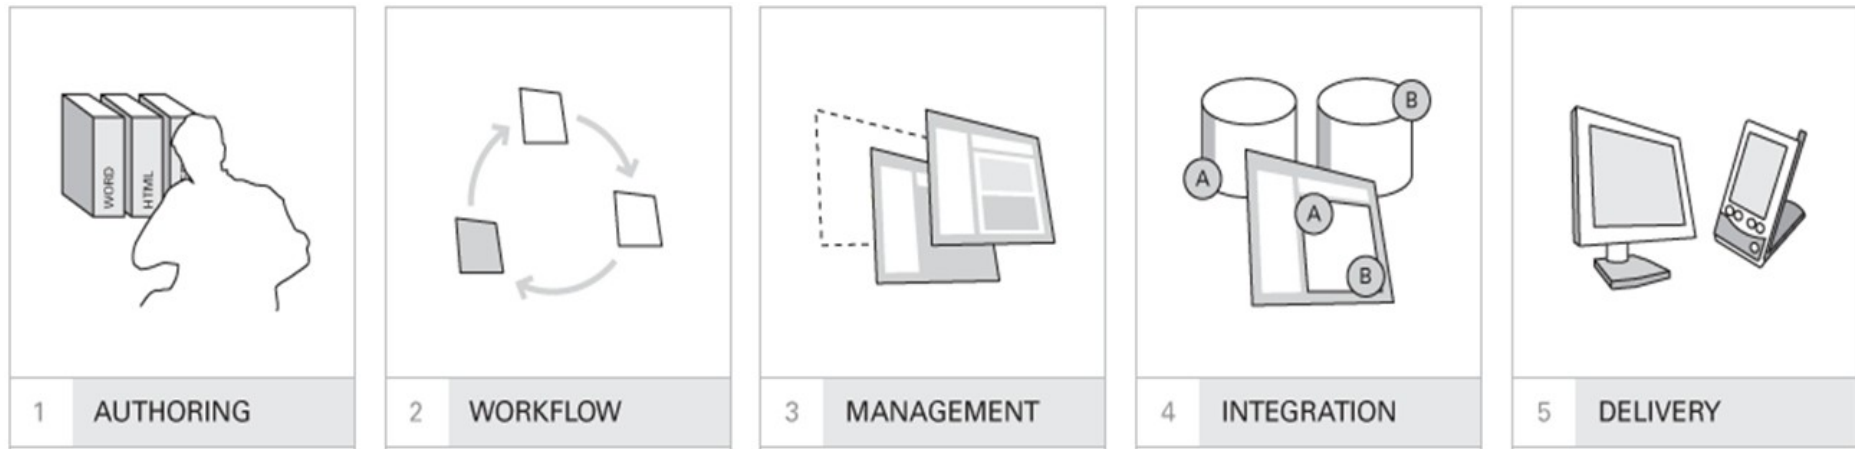 WORD
HTML
A
B
A
B
1 AUTHORING
2 WORKFLOW
3 MANAGEMENT
4 INTEGRATION
5 DELIVERY